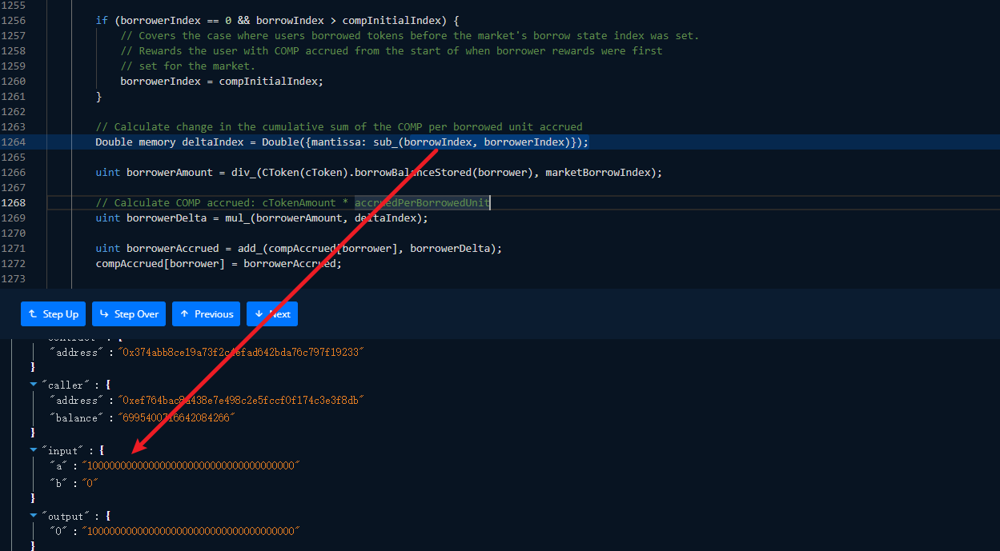 1255
1256 if (borrowerIndex == 0 && borrowIndex > compInitialIndex) {
1257 // Covers the case where users borrowed tokens before the market's borrow state index was set.
1258 // Rewards the user with COMP accrued from the start of when borrower rewards were first
1259 // set for the market.
1260 borrowerIndex = compInitialIndex;
1261 }
1262
1263 // Calculate change in the cumulative sum of the COMP per borrowed unit accrued
1264 Double memory deltaIndex = Double({mantissa: sub_(borrowIndex, borrowerIndex)});
1265
1266 uint borrowerAmount = div_(CToken(cToken).borrowBalanceStored(borrower), marketBorrowIndex);
1267
1268 // Calculate COMP accrued: cTokenAmount * accruedPerBorrowedUnit
1269 uint borrowerDelta = mul_(borrowerAmount, deltaIndex);
1270
1271 uint borrowerAccrued = add_(compAccrued[borrower], borrowerDelta);
1272 compAccrued[borrower] = borrowerAccrued;
1273
Step Up Step Over Previous Next
"address" :
}
"caller" : {
"address" :
"balance" :
}
"input" : {
"a" : "1000000000000000000000000000000000000"
"b" : "0"
}
"output" : {
"0" : "1000000000000000000000000000000000000"
}